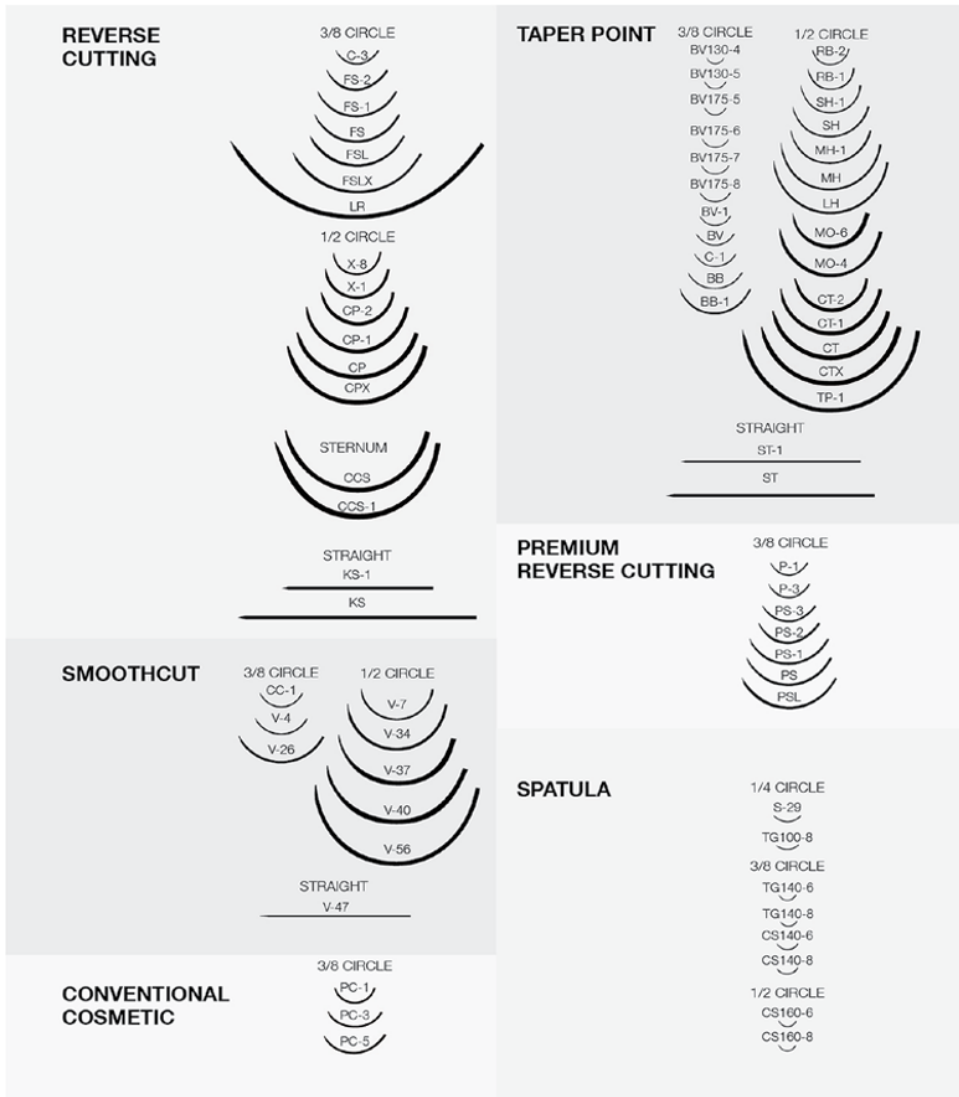 REVERSE
CUTTING
3/8 CIRCLE
C-3
FS-2
FS-1
FS
FSL
FSLX
LR
1/2 CIRCLE
X-8
X-1
CP-2
CP-1
CP
CPX
STERNUM
CCS
CCS-1
STRAIGHT
KS-1
KS
SMOOTHCUT
3/8 CIRCLE
CC-1
V-4
V-26
1/2 CIRCLE
V-7
V-34
V-37
V-40
V-56
STRAIGHT
V-47
CONVENTIONAL
COSMETIC
3/8 CIRCLE
PC-1
PC-3
PC-5
TAPER POINT
3/8 CIRCLE
BV130-4
BV130-5
BV175-5
BV175-6
BV175-7
BV175-8
BV-1
BV
C-1
BB
BB-1
1/2 CIRCLE
RB-2
RB-1
SH-1
SH
MH-1
MH
LH
MO-6
MO-4
CT-2
CT-1
CT
CTX
TP-1
STRAIGHT
ST-1
ST
PREMIUM
REVERSE CUTTING
3/8 CIRCLE
P-1
P-3
PS-3
PS-2
PS-1
PS
PSL
SPATULA
1/4 CIRCLE
S-29
TG100-8
3/8 CIRCLE
TG140-6
TG140-8
CS140-6
CS140-8
1/2 CIRCLE
CS160-6
CS160-8